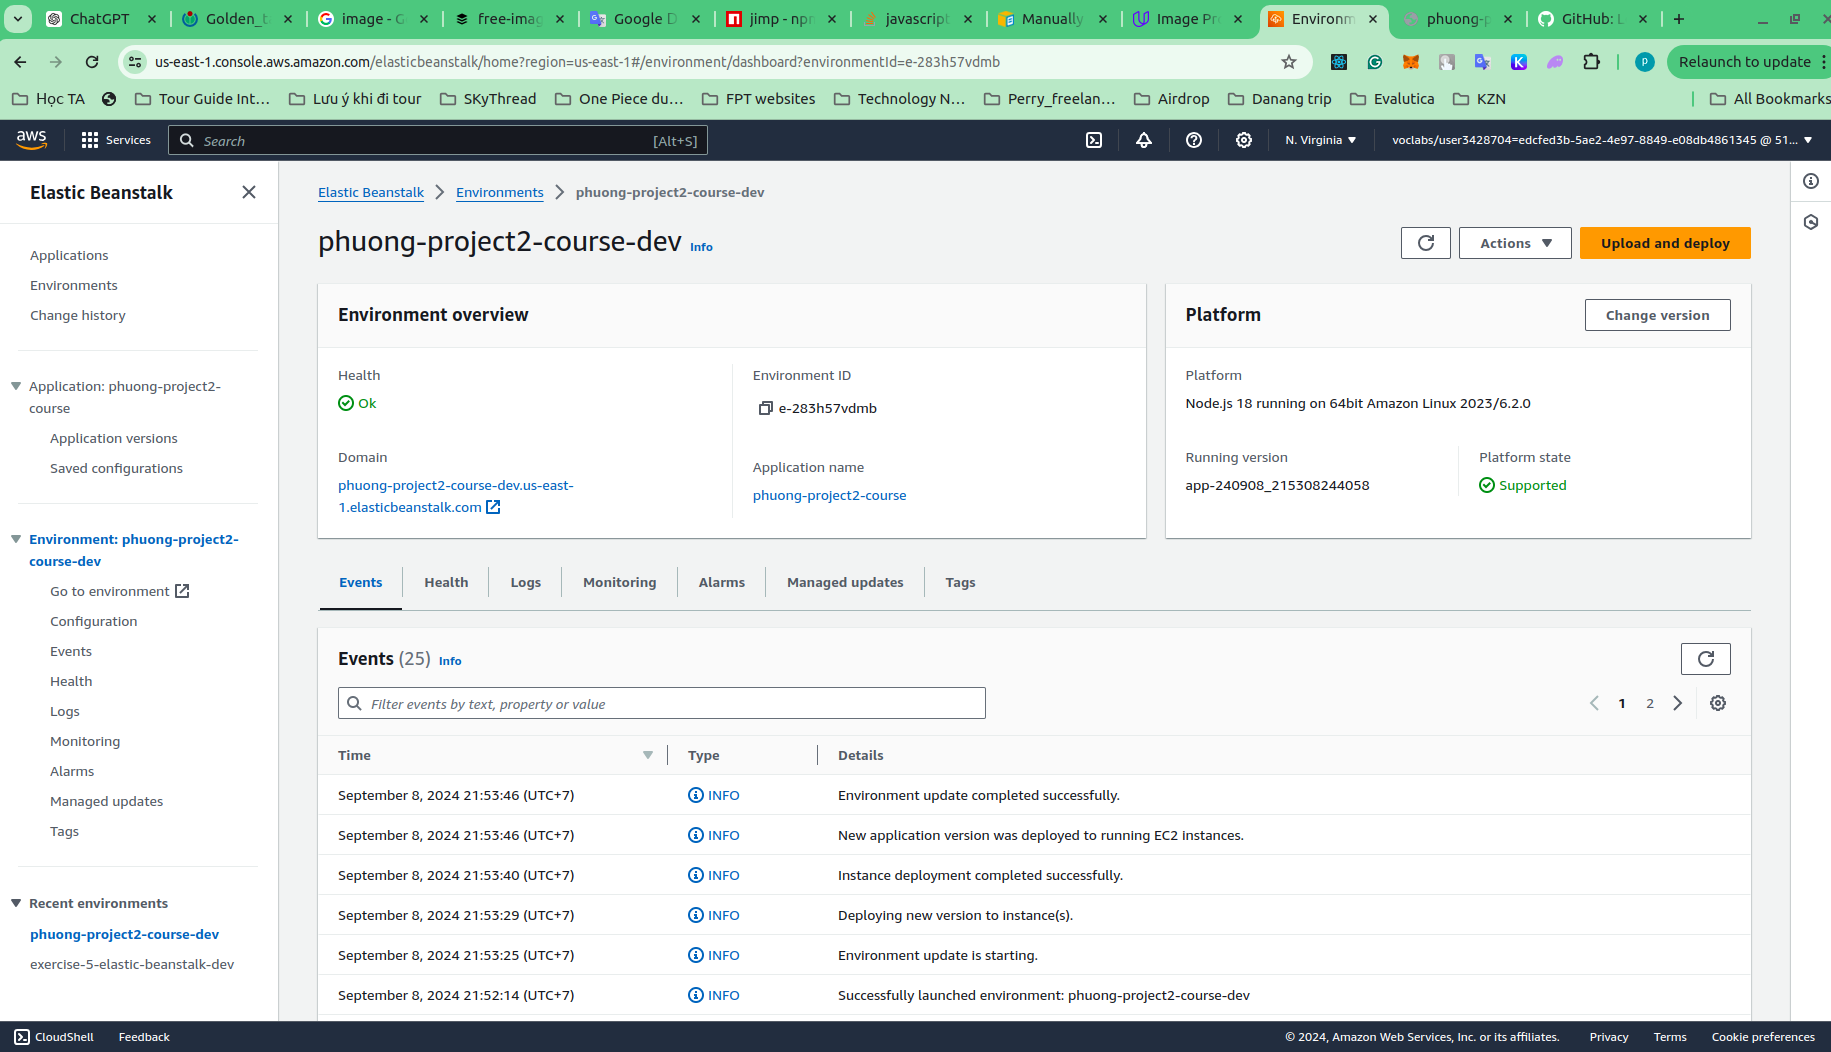 ChatGPT
Golden_t
image - G
free-imag
Google D
jimp - npr
javascript
Manually
Image Pr
Environm
phuong-p
GitHub: L
us-east-1.console.aws.amazon.com/elasticbeanstalk/home?region=us-east-1#/environment/dashboard?environmentId=e-283h57vdmb
Relaunch to update
Học TA
Tour Guide Int...
Lưu ý khi đi tour
SKyThread
One Piece du...
FPT websites
Technology N...
Perry_freelan...
Airdrop
Danang trip
Evalutica
KZN
All Bookmarks
aws
Services
Search
[Alt+S]
N. Virginia
voclabs/user3428704=edcfed3b-5ae2-4e97-8849-e08db4861345 @ 51...
Elastic Beanstalk
Applications
Environments
Change history
Application: phuong-project2-
course
Application versions
Saved configurations
Environment: phuong-project2-
course-dev
Go to environment
Configuration
Events
Health
Logs
Monitoring
Alarms
Managed updates
Tags
Recent environments
phuong-project2-course-dev
exercise-5-elastic-beanstalk-dev
Elastic Beanstalk
Environments
phuong-project2-course-dev
phuong-project2-course-dev
Info
Actions
Upload and deploy
Environment overview
Health
Ok
Environment ID
e-283h57vdmb
Domain
phuong-project2-course-dev.us-east-
1.elasticbeanstalk.com
Application name
phuong-project2-course
Platform
Change version
Platform
Node.js 18 running on 64bit Amazon Linux 2023/6.2.0
Running version
app-240908_215308244058
Platform state
Supported
Events
Health
Logs
Monitoring
Alarms
Managed updates
Tags
Events (25)
Info
Filter events by text, property or value
1
2
Time
Type
Details
September 8, 2024 21:53:46 (UTC+7)
INFO
Environment update completed successfully.
September 8, 2024 21:53:46 (UTC+7)
INFO
New application version was deployed to running EC2 instances.
September 8, 2024 21:53:40 (UTC+7)
INFO
Instance deployment completed successfully.
September 8, 2024 21:53:29 (UTC+7)
INFO
Deploying new version to instance(s).
September 8, 2024 21:53:25 (UTC+7)
INFO
Environment update is starting.
September 8, 2024 21:52:14 (UTC+7)
INFO
Successfully launched environment: phuong-project2-course-dev
CloudShell
Feedback
© 2024, Amazon Web Services, Inc. or its affiliates.
Privacy
Terms
Cookie preferences